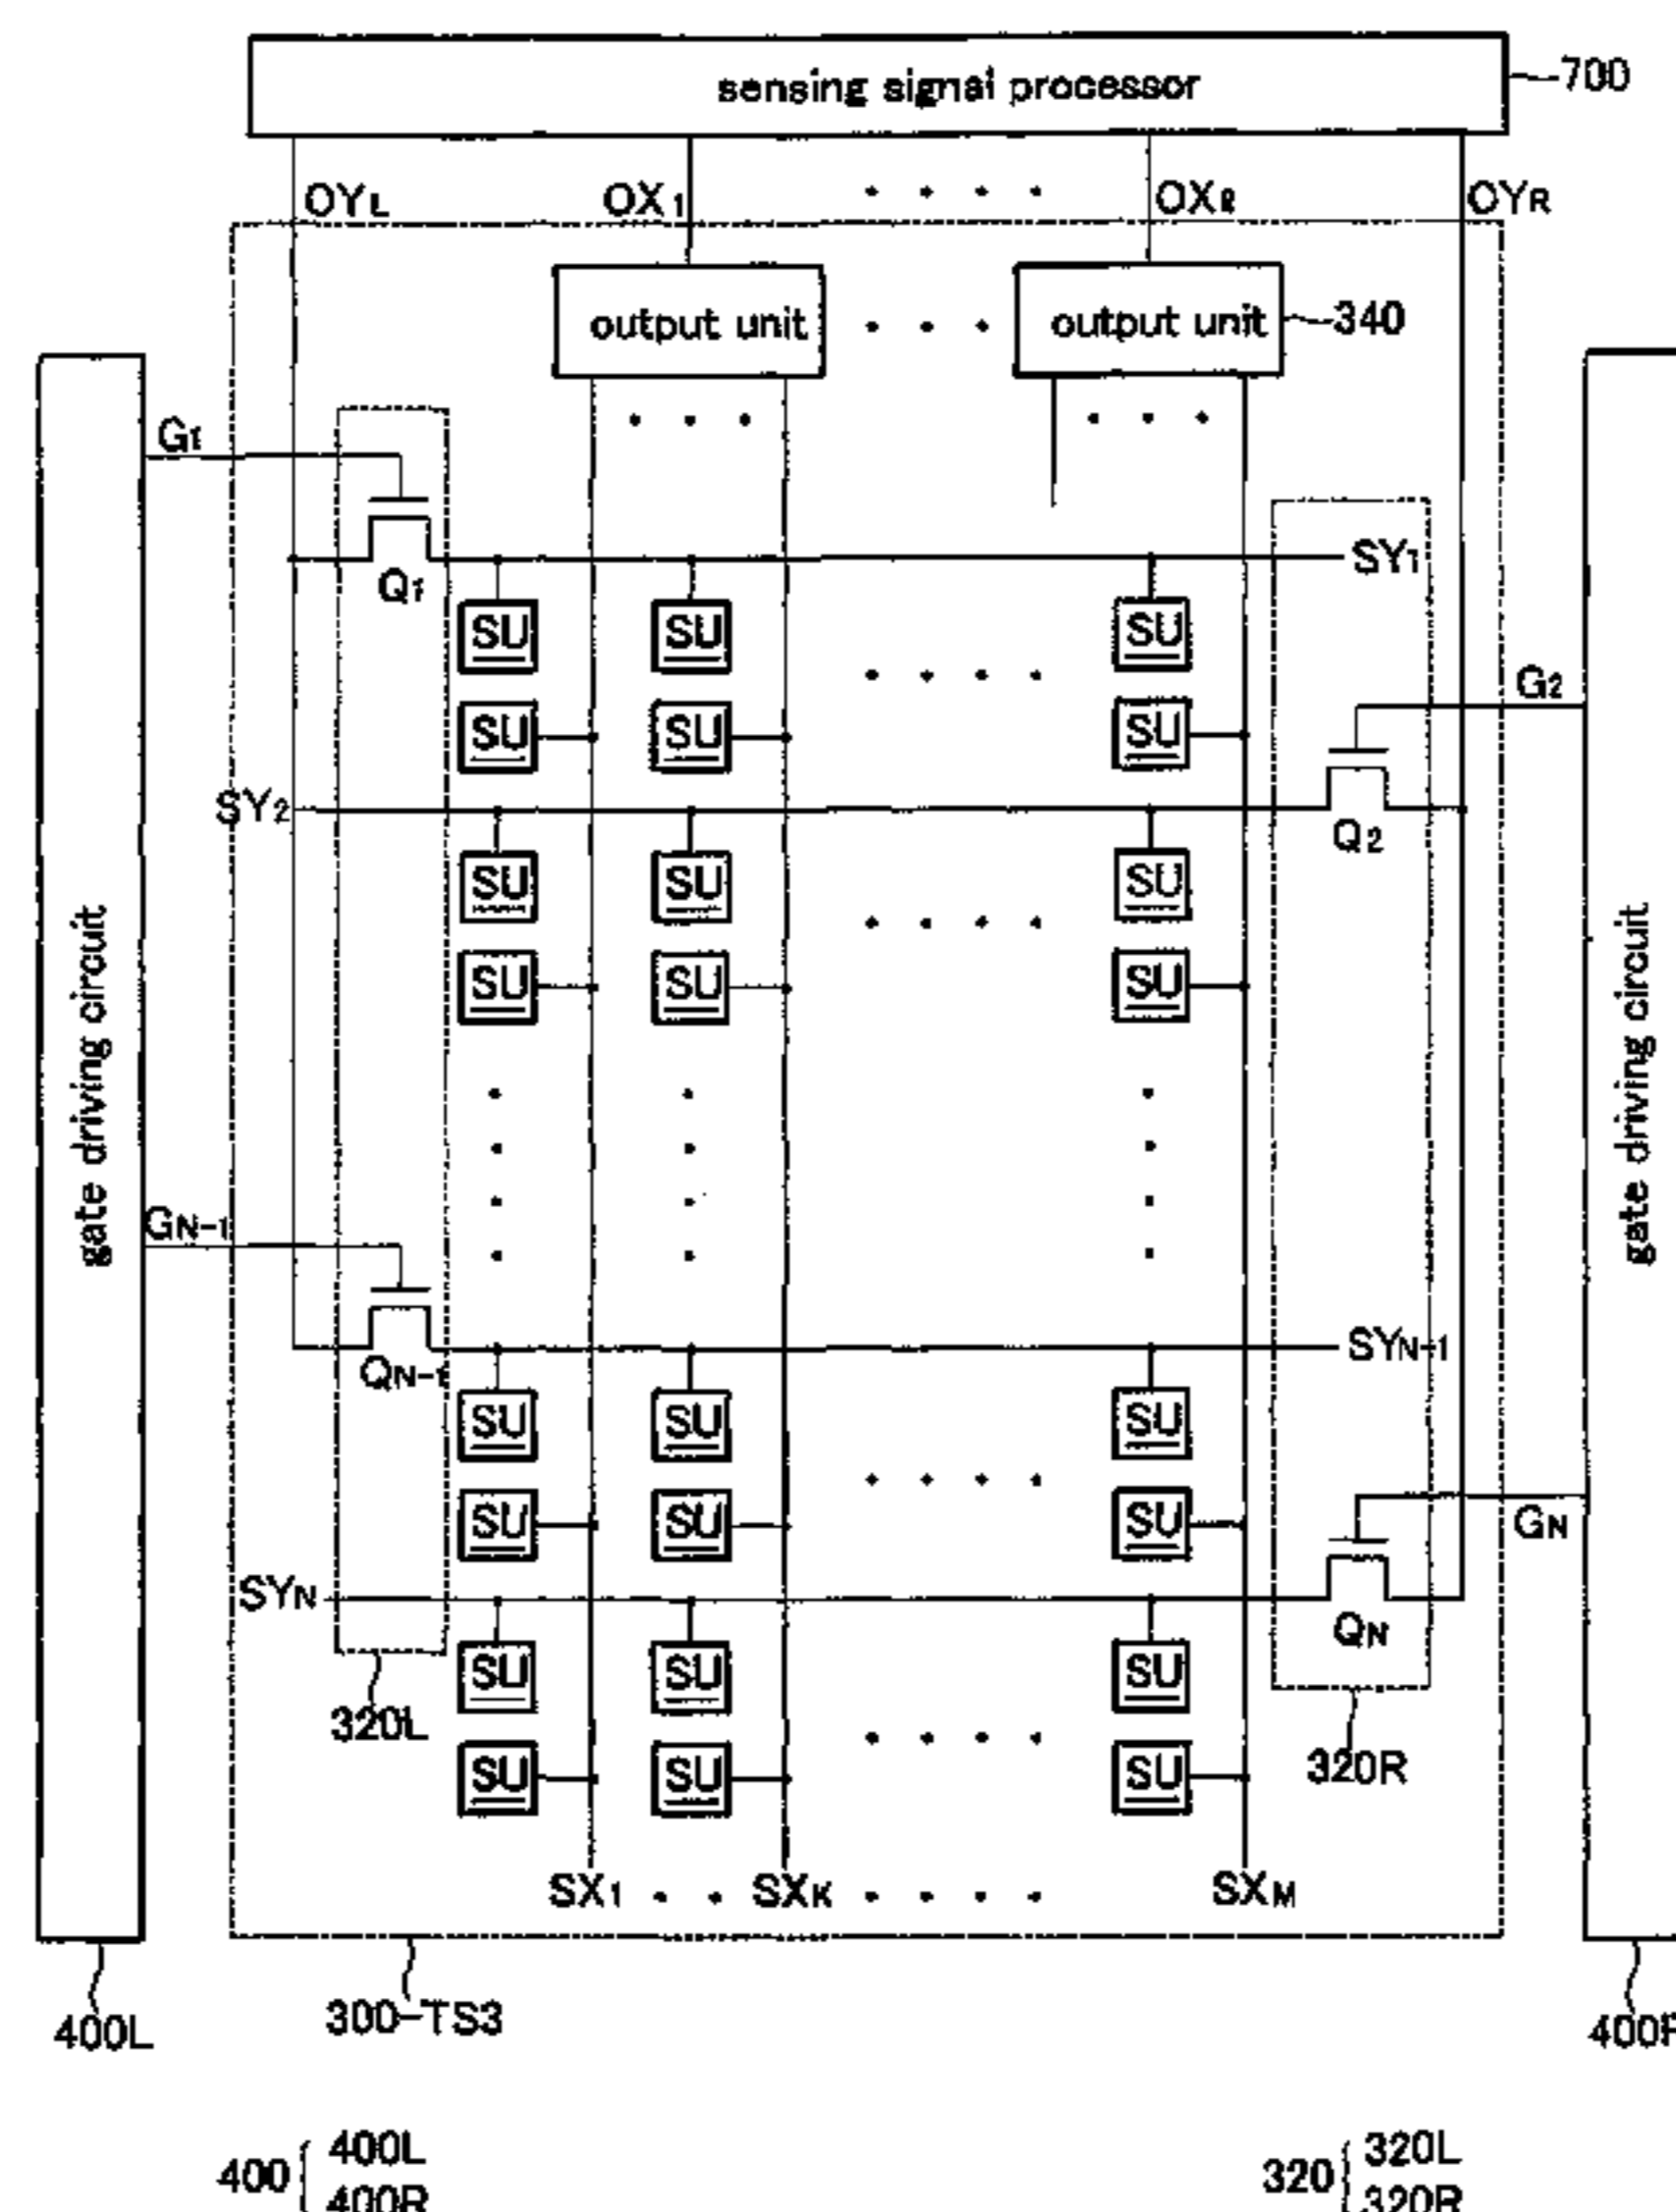 sensing signal processor 700
OYL OX1 OXR OYR
output unit output unit 340
G1
Q1 SY1
SU SU SU
G2
SU SU SU
SY2 Q2
SU SU SU
gate driving circuit
gate driving circuit
SU SU SU
GN-1
QN-1 SYN-1
SU SU SU
SU SU SU
GN
SYN QN
SU SU SU
320L 320R
SU SU SU
SX1 SXK SXM
400L 300-TS3
400 { 400L
400R
320 { 320L
320R